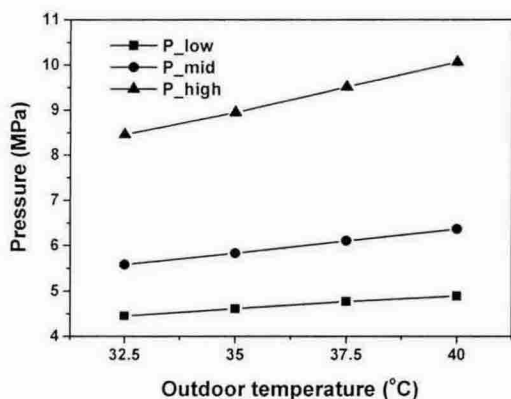 P_low
P_mid
P_high
11
10
9
8
7
6
5
4
Pressure (MPa)
32.5 35 37.5 40
Outdoor temperature (°C)